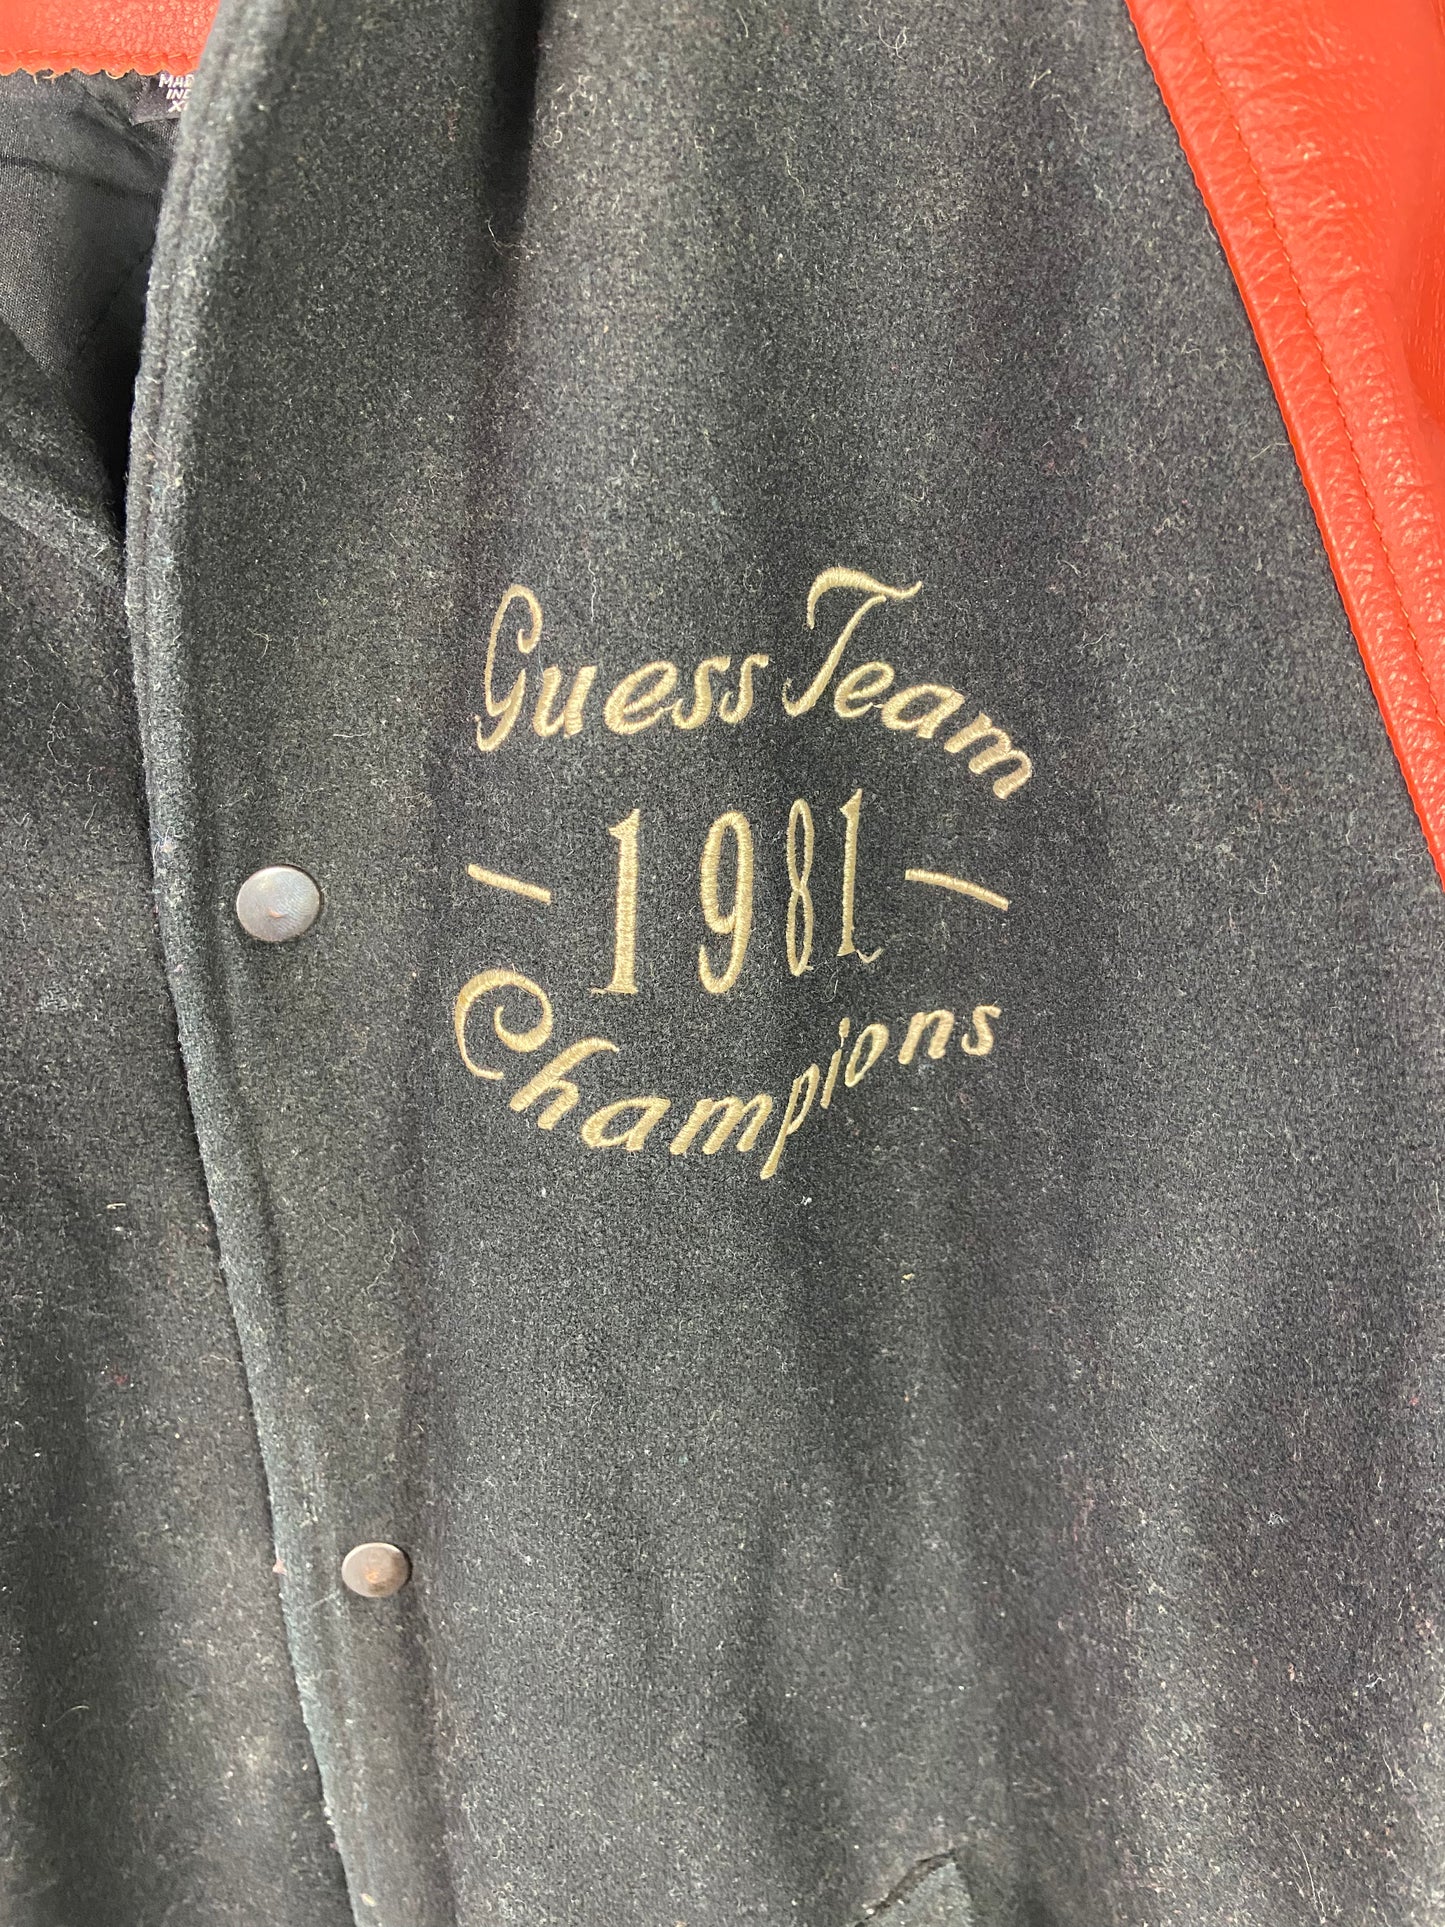 Guess Team
- 1981 -
Champions